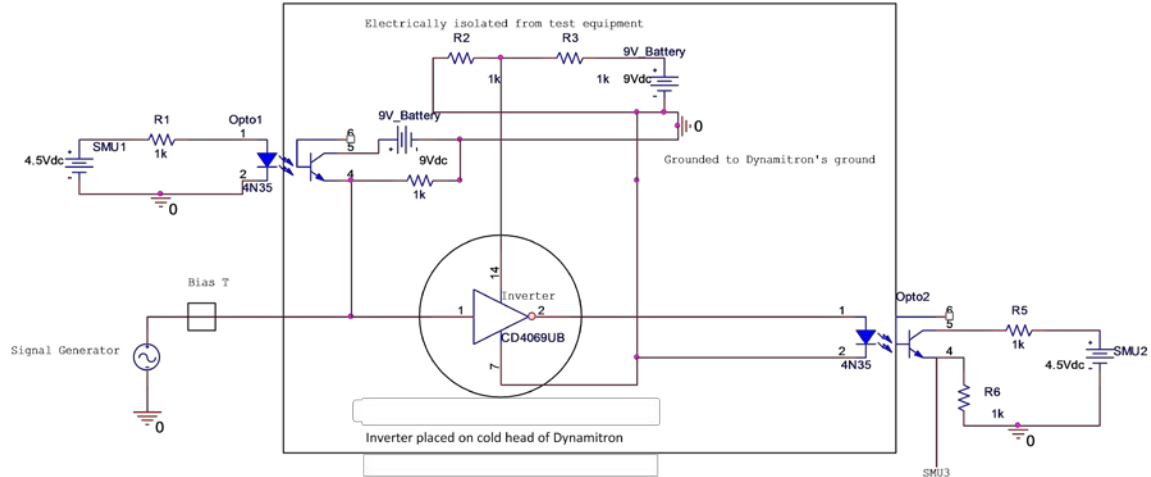 Electrically isolated from test equipment
R2
R3
9V_Battery
1k
1k
9Vdc
+
-
R1
Opto1
9V_Battery
6
5
0
SMU1
1
4.5Vdc
1k
9Vdc
Grounded to Dynamitron's ground
2
4N35
4
1k
0
Bias T
14
Inverter
Opto2
6
1
2
1
5
R5
Signal Generator
CD4069UB
1k
2
4
SMU2
4N35
4.5Vdc
7
R6
1k
0
0
Inverter placed on cold head of Dynamitron
SMU3